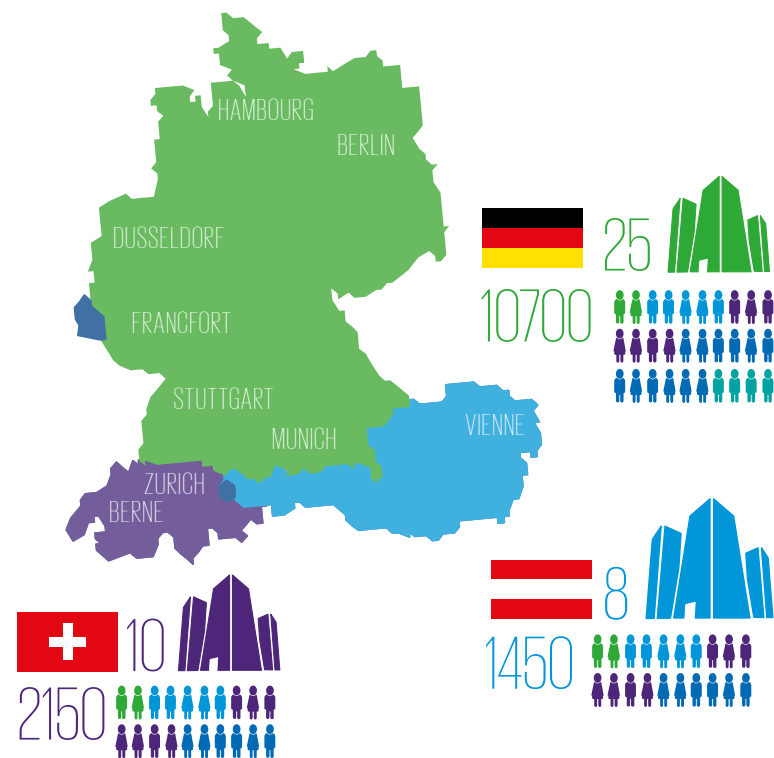 HAMBOURG
BERLIN
DUSSELDORF
25
10700
FRANCFORT
STUTTGART
MUNICH
VIENNE
ZURICH
BERNE
8
1450
10
2150